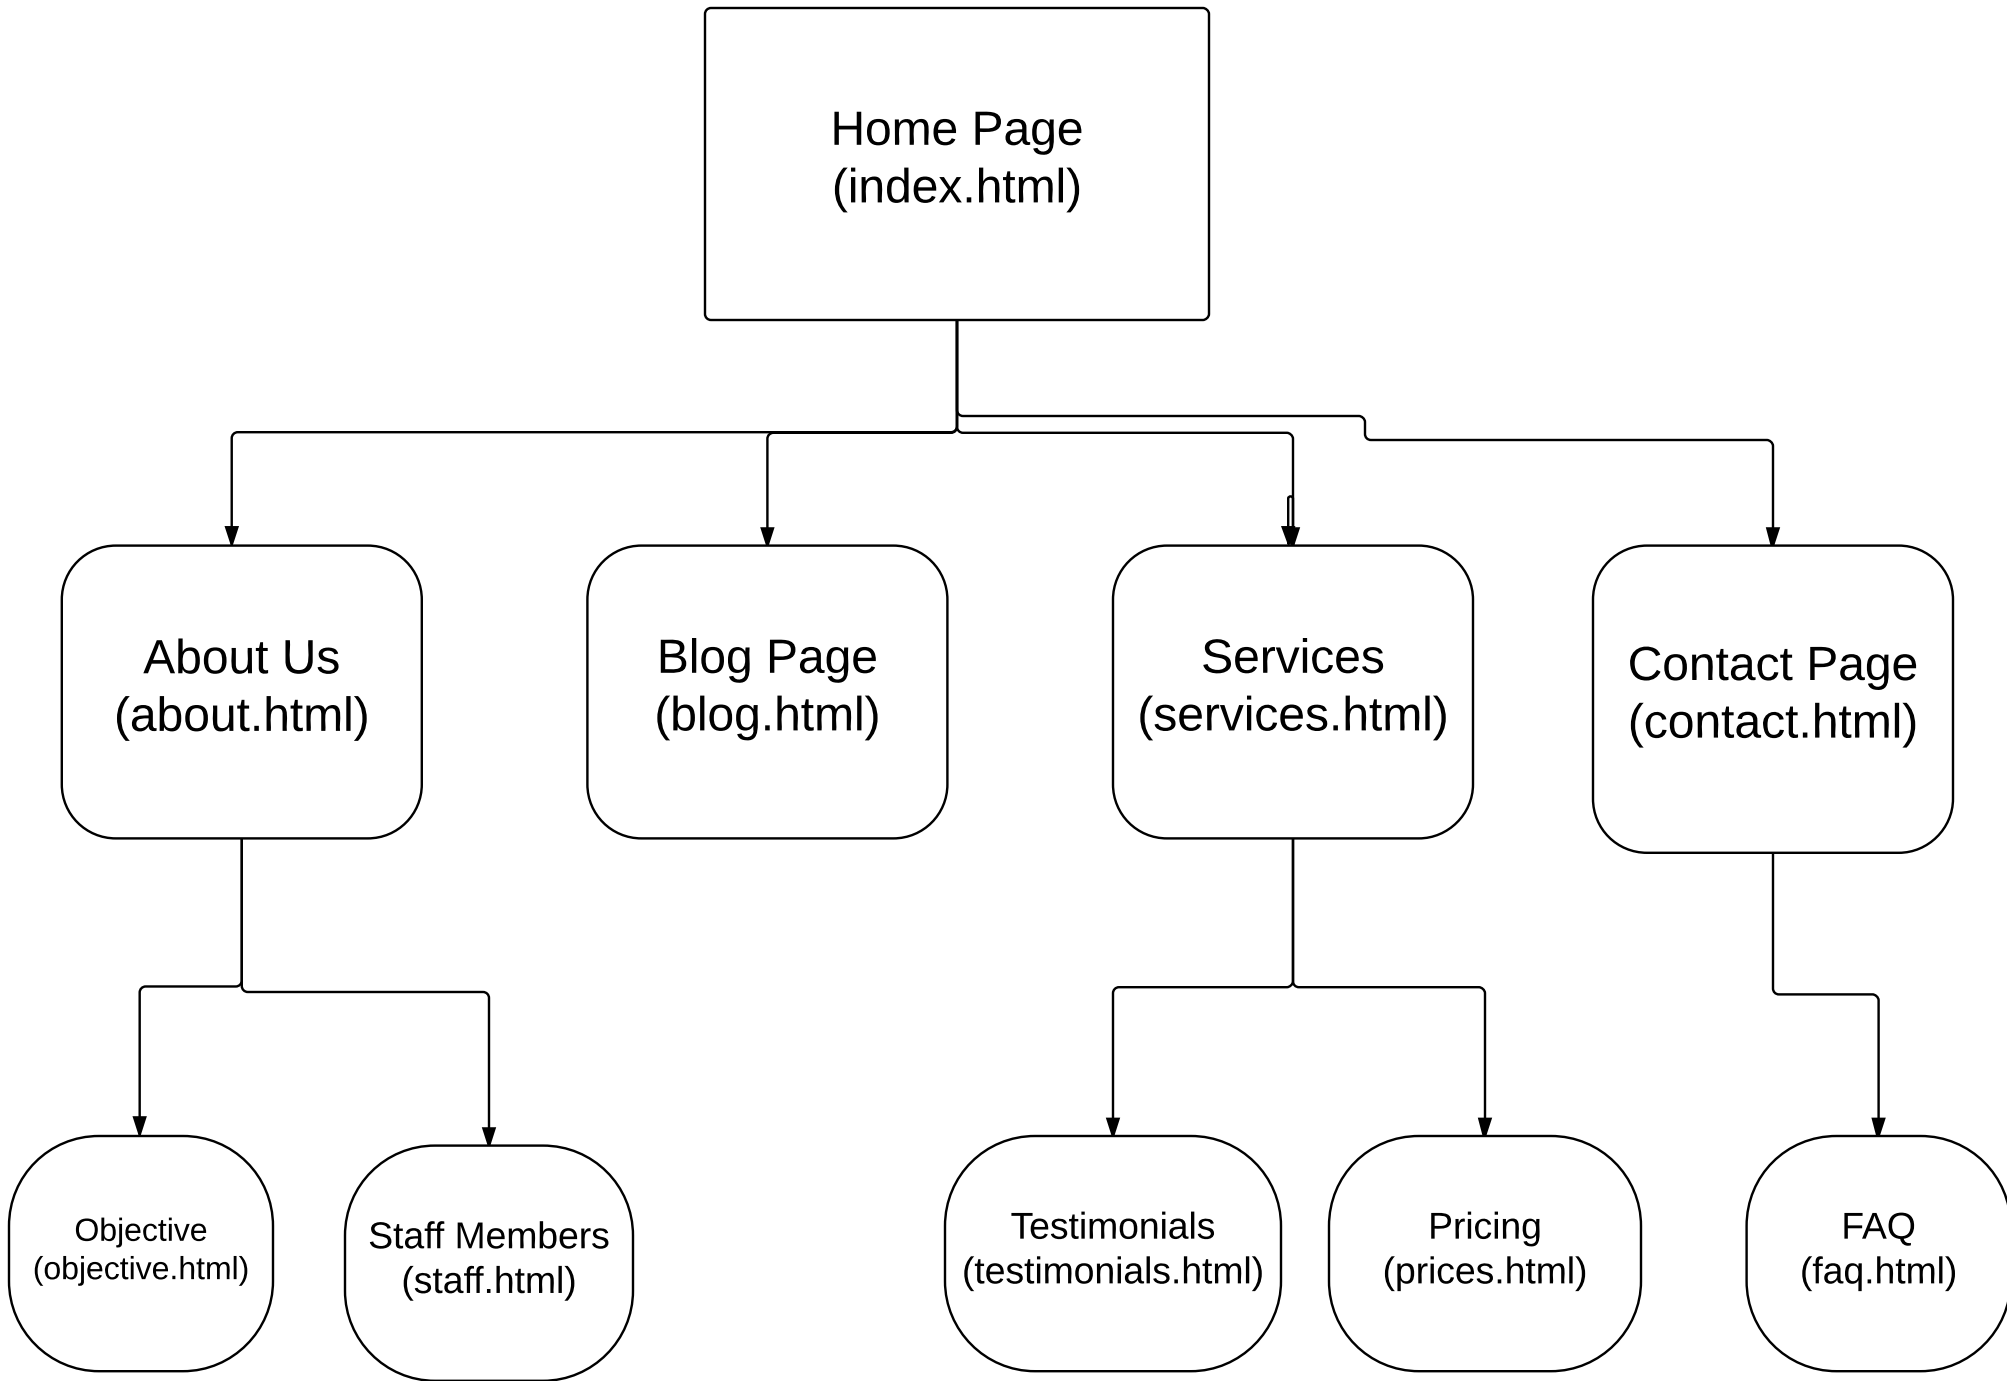 Home Page
(index.html)
About Us
(about.html)
Blog Page
(blog.html)
Services
(services.html)
Contact Page
(contact.html)
Objective
(objective.html)
Staff Members
(staff.html)
Testimonials
(testimonials.html)
Pricing
(prices.html)
FAQ
(faq.html)